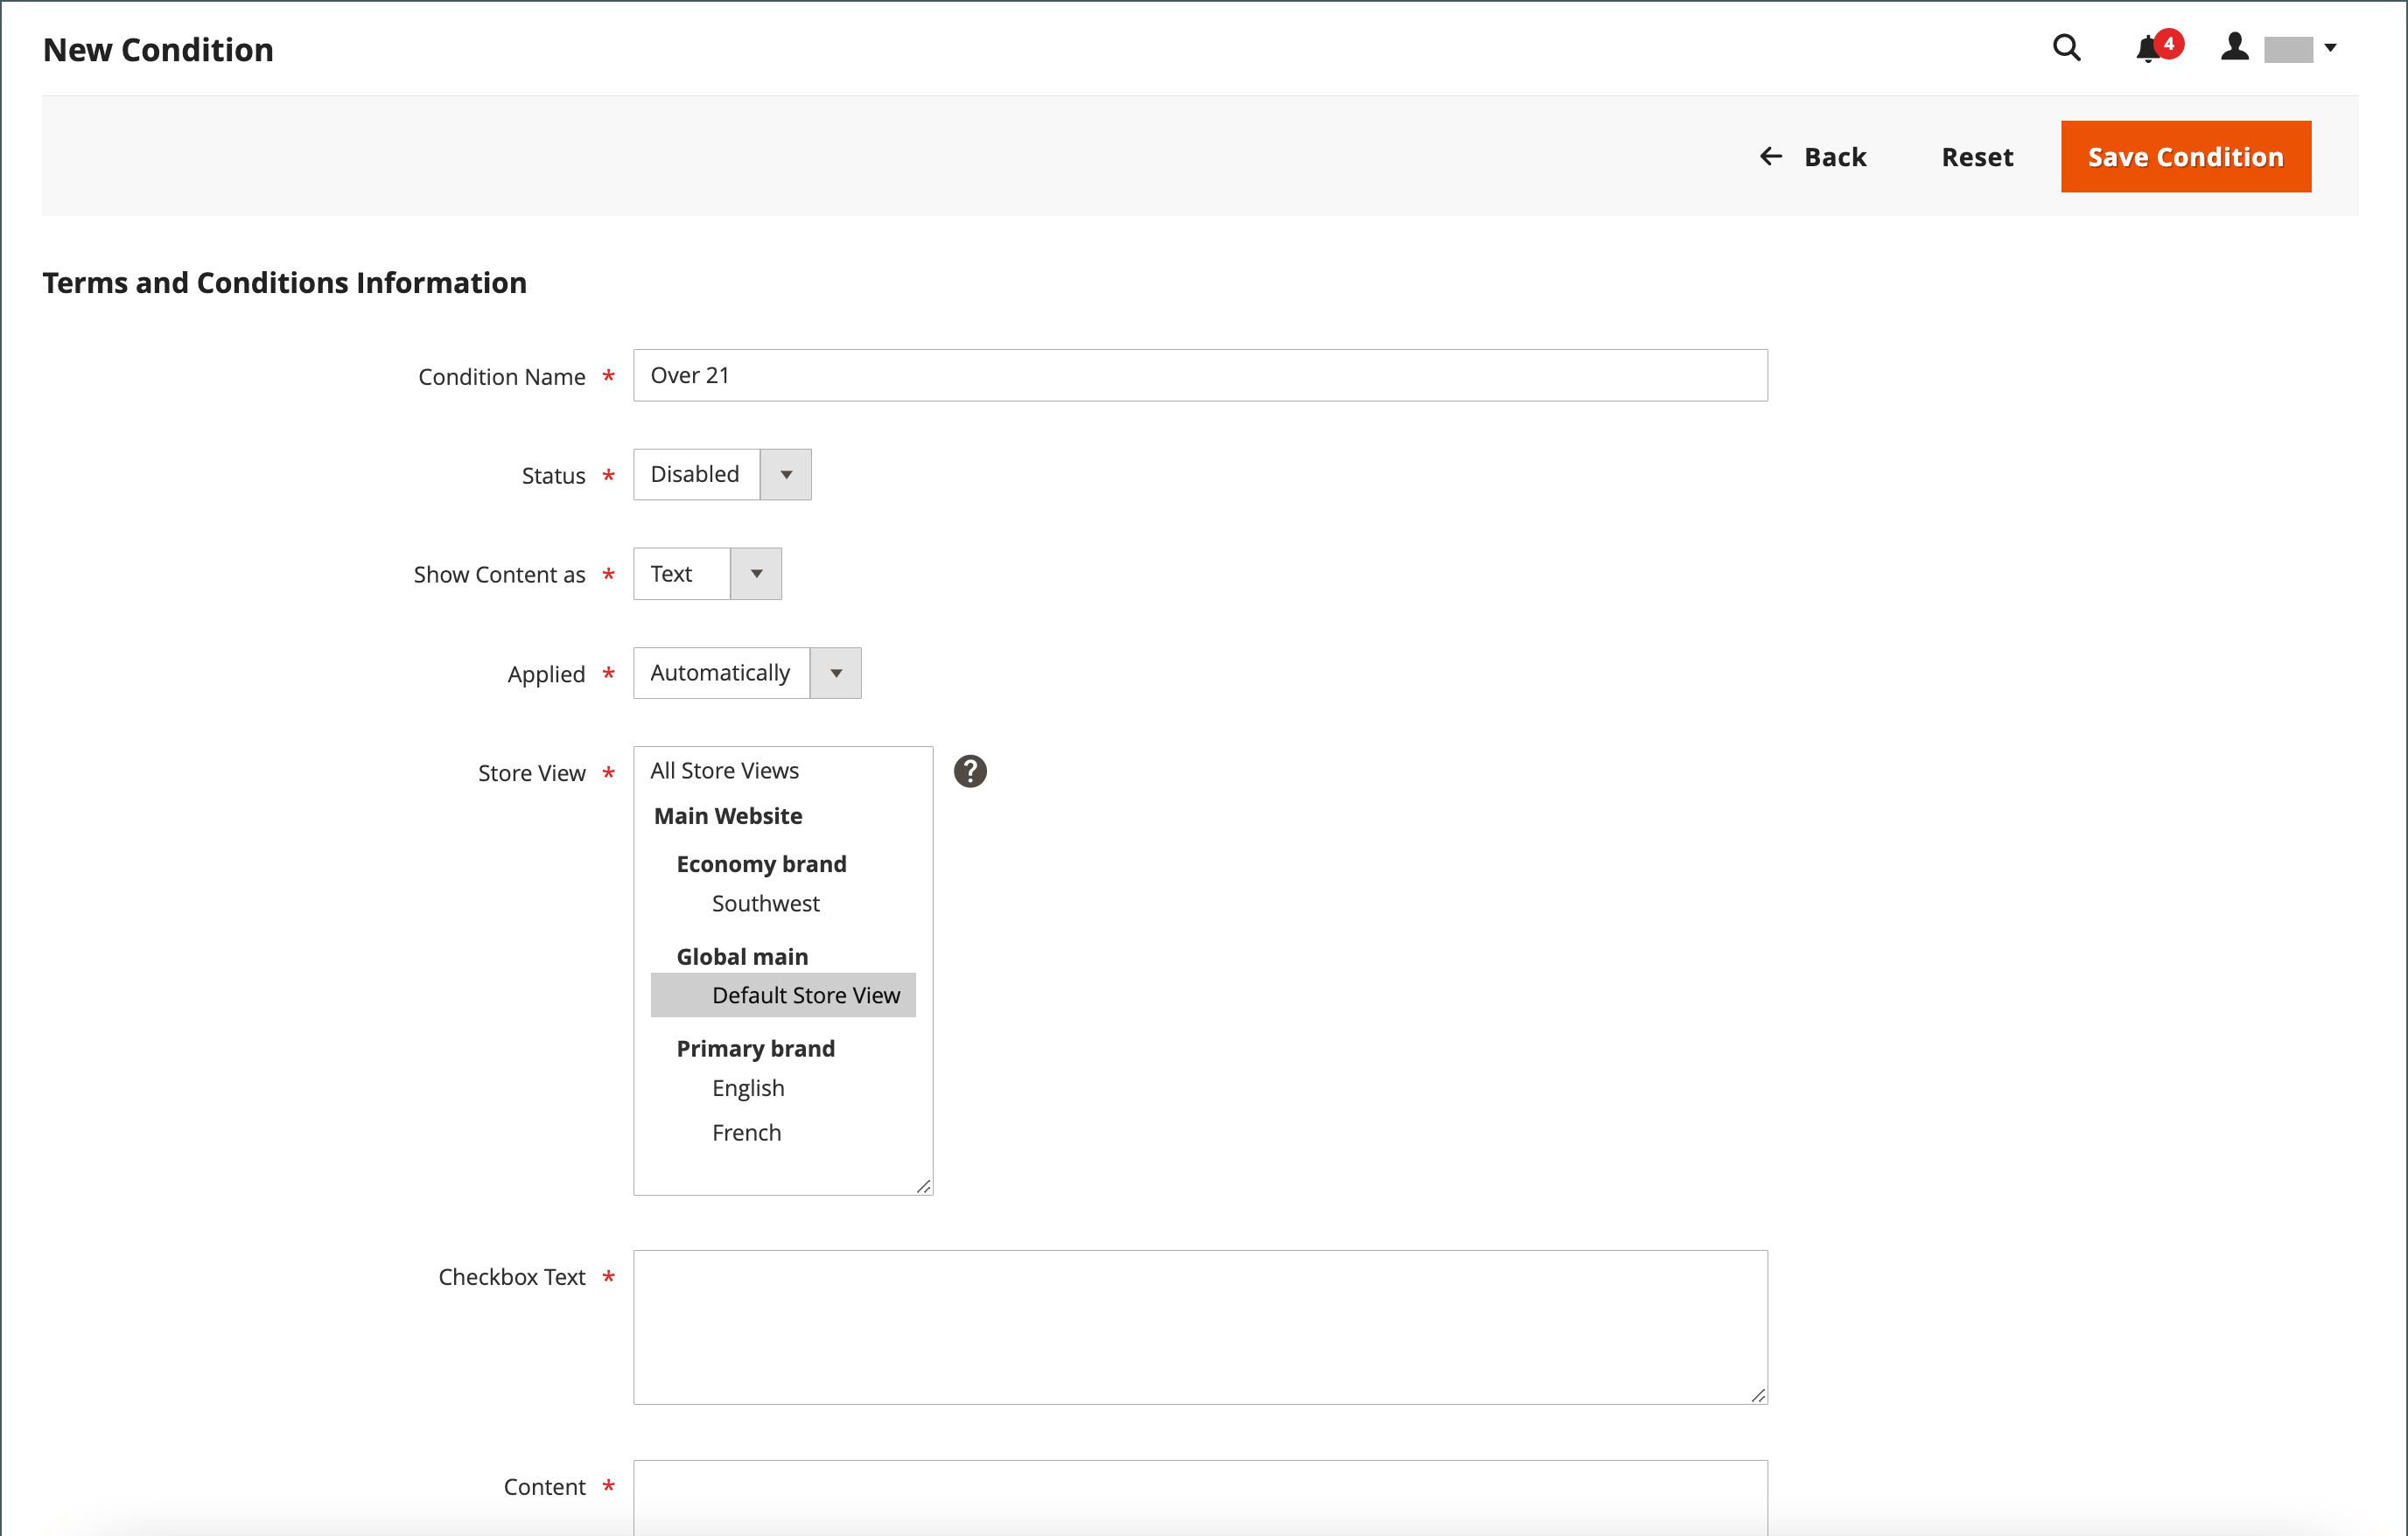 New Condition
4
Back
Reset
Save Condition
Terms and Conditions Information
Condition Name *
Over 21
Status *
Disabled
Show Content as *
Text
Applied *
Automatically
Store View *
All Store Views
?
Main Website
Economy brand
Southwest
Global main
Default Store View
Primary brand
English
French
Checkbox Text *
Content *